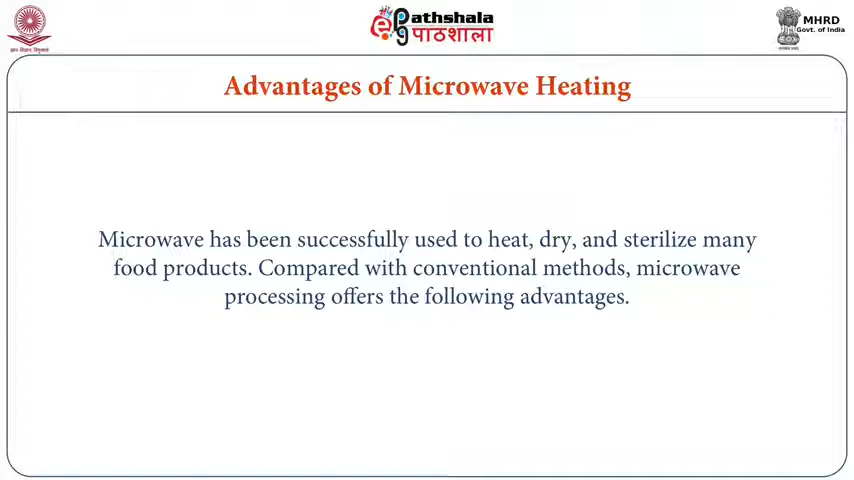 ePathshala
पाठशाला
MHRD
Govt. of India
Advantages of Microwave Heating
Microwave has been successfully used to heat, dry, and sterilize many
food products. Compared with conventional methods, microwave
processing offers the following advantages.